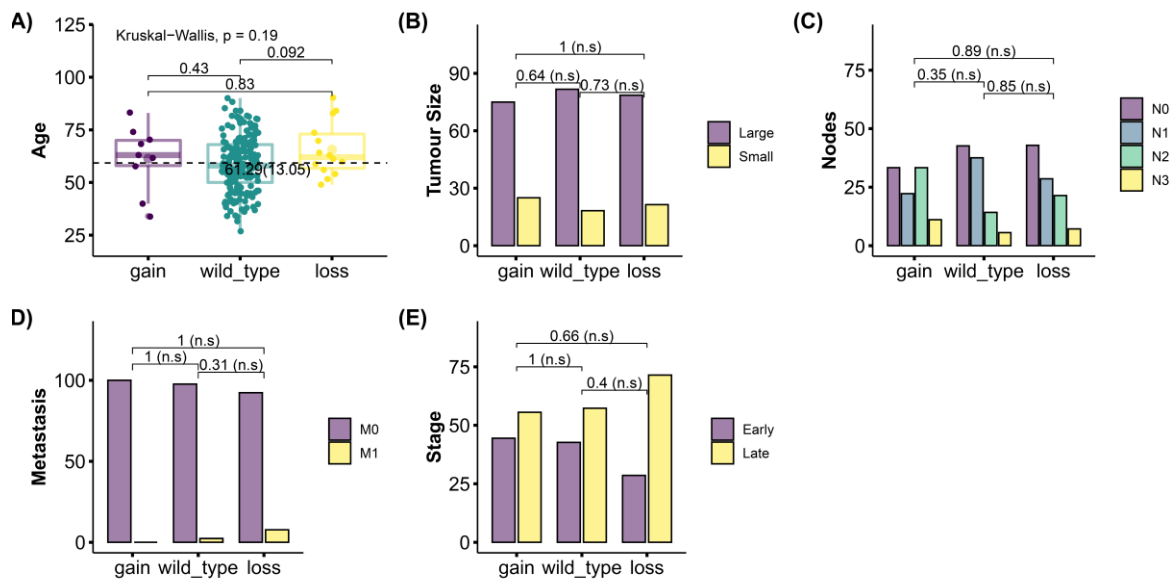 A)
125
100
75
50
25
Age
Kruskal−Wallis, p = 0.19
0.092
0.43
0.83
61.29(13.05)
gain wild_type loss
(B)
90
60
30
0
Tumour Size
1 (n.s)
0.64 (n.s) 0.73 (n.s)
gain wild_type loss
Large
Small
(C)
75
50
25
0
Nodes
0.89 (n.s)
0.35 (n.s)
0.85 (n.s)
gain wild_type loss
N0
N1
N2
N3
D)
100
50
0
Metastasis
1 (n.s)
1 (n.s)
0.31 (n.s)
gain wild_type loss
M0
M1
(E)
75
50
25
0
Stage
0.66 (n.s)
1 (n.s)
0.4 (n.s)
gain wild_type loss
Early
Late